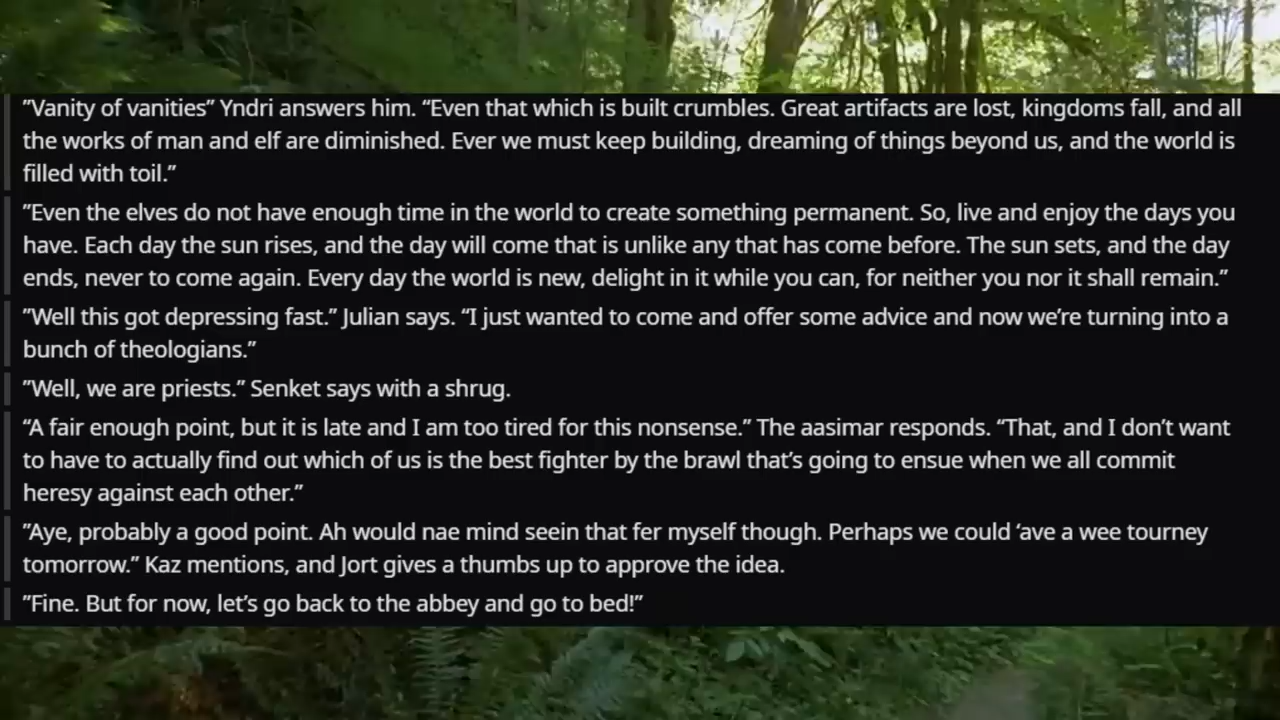 ”Vanity of vanities” Yndri answers him. “Even that which is built crumbles. Great artifacts are lost, kingdoms fall, and all
the works of man and elf are diminished. Ever we must keep building, dreaming of things beyond us, and the world is
filled with toil.”
”Even the elves do not have enough time in the world to create something permanent. So, live and enjoy the days you
have. Each day the sun rises, and the day will come that is unlike any that has come before. The sun sets, and the day
ends, never to come again. Every day the world is new, delight in it while you can, for neither you nor it shall remain.”
”Well this got depressing fast.” Julian says. “I just wanted to come and offer some advice and now we’re turning into a
bunch of theologians.”
”Well, we are priests.” Senket says with a shrug.
“A fair enough point, but it is late and I am too tired for this nonsense.” The aasimar responds. “That, and I don’t want
to have to actually find out which of us is the best fighter by the brawl that’s going to ensue when we all commit
heresy against each other.”
”Aye, probably a good point. Ah would nae mind seein that fer myself though. Perhaps we could ‘ave a wee tourney
tomorrow.” Kaz mentions, and Jort gives a thumbs up to approve the idea.
”Fine. But for now, let’s go back to the abbey and go to bed!”